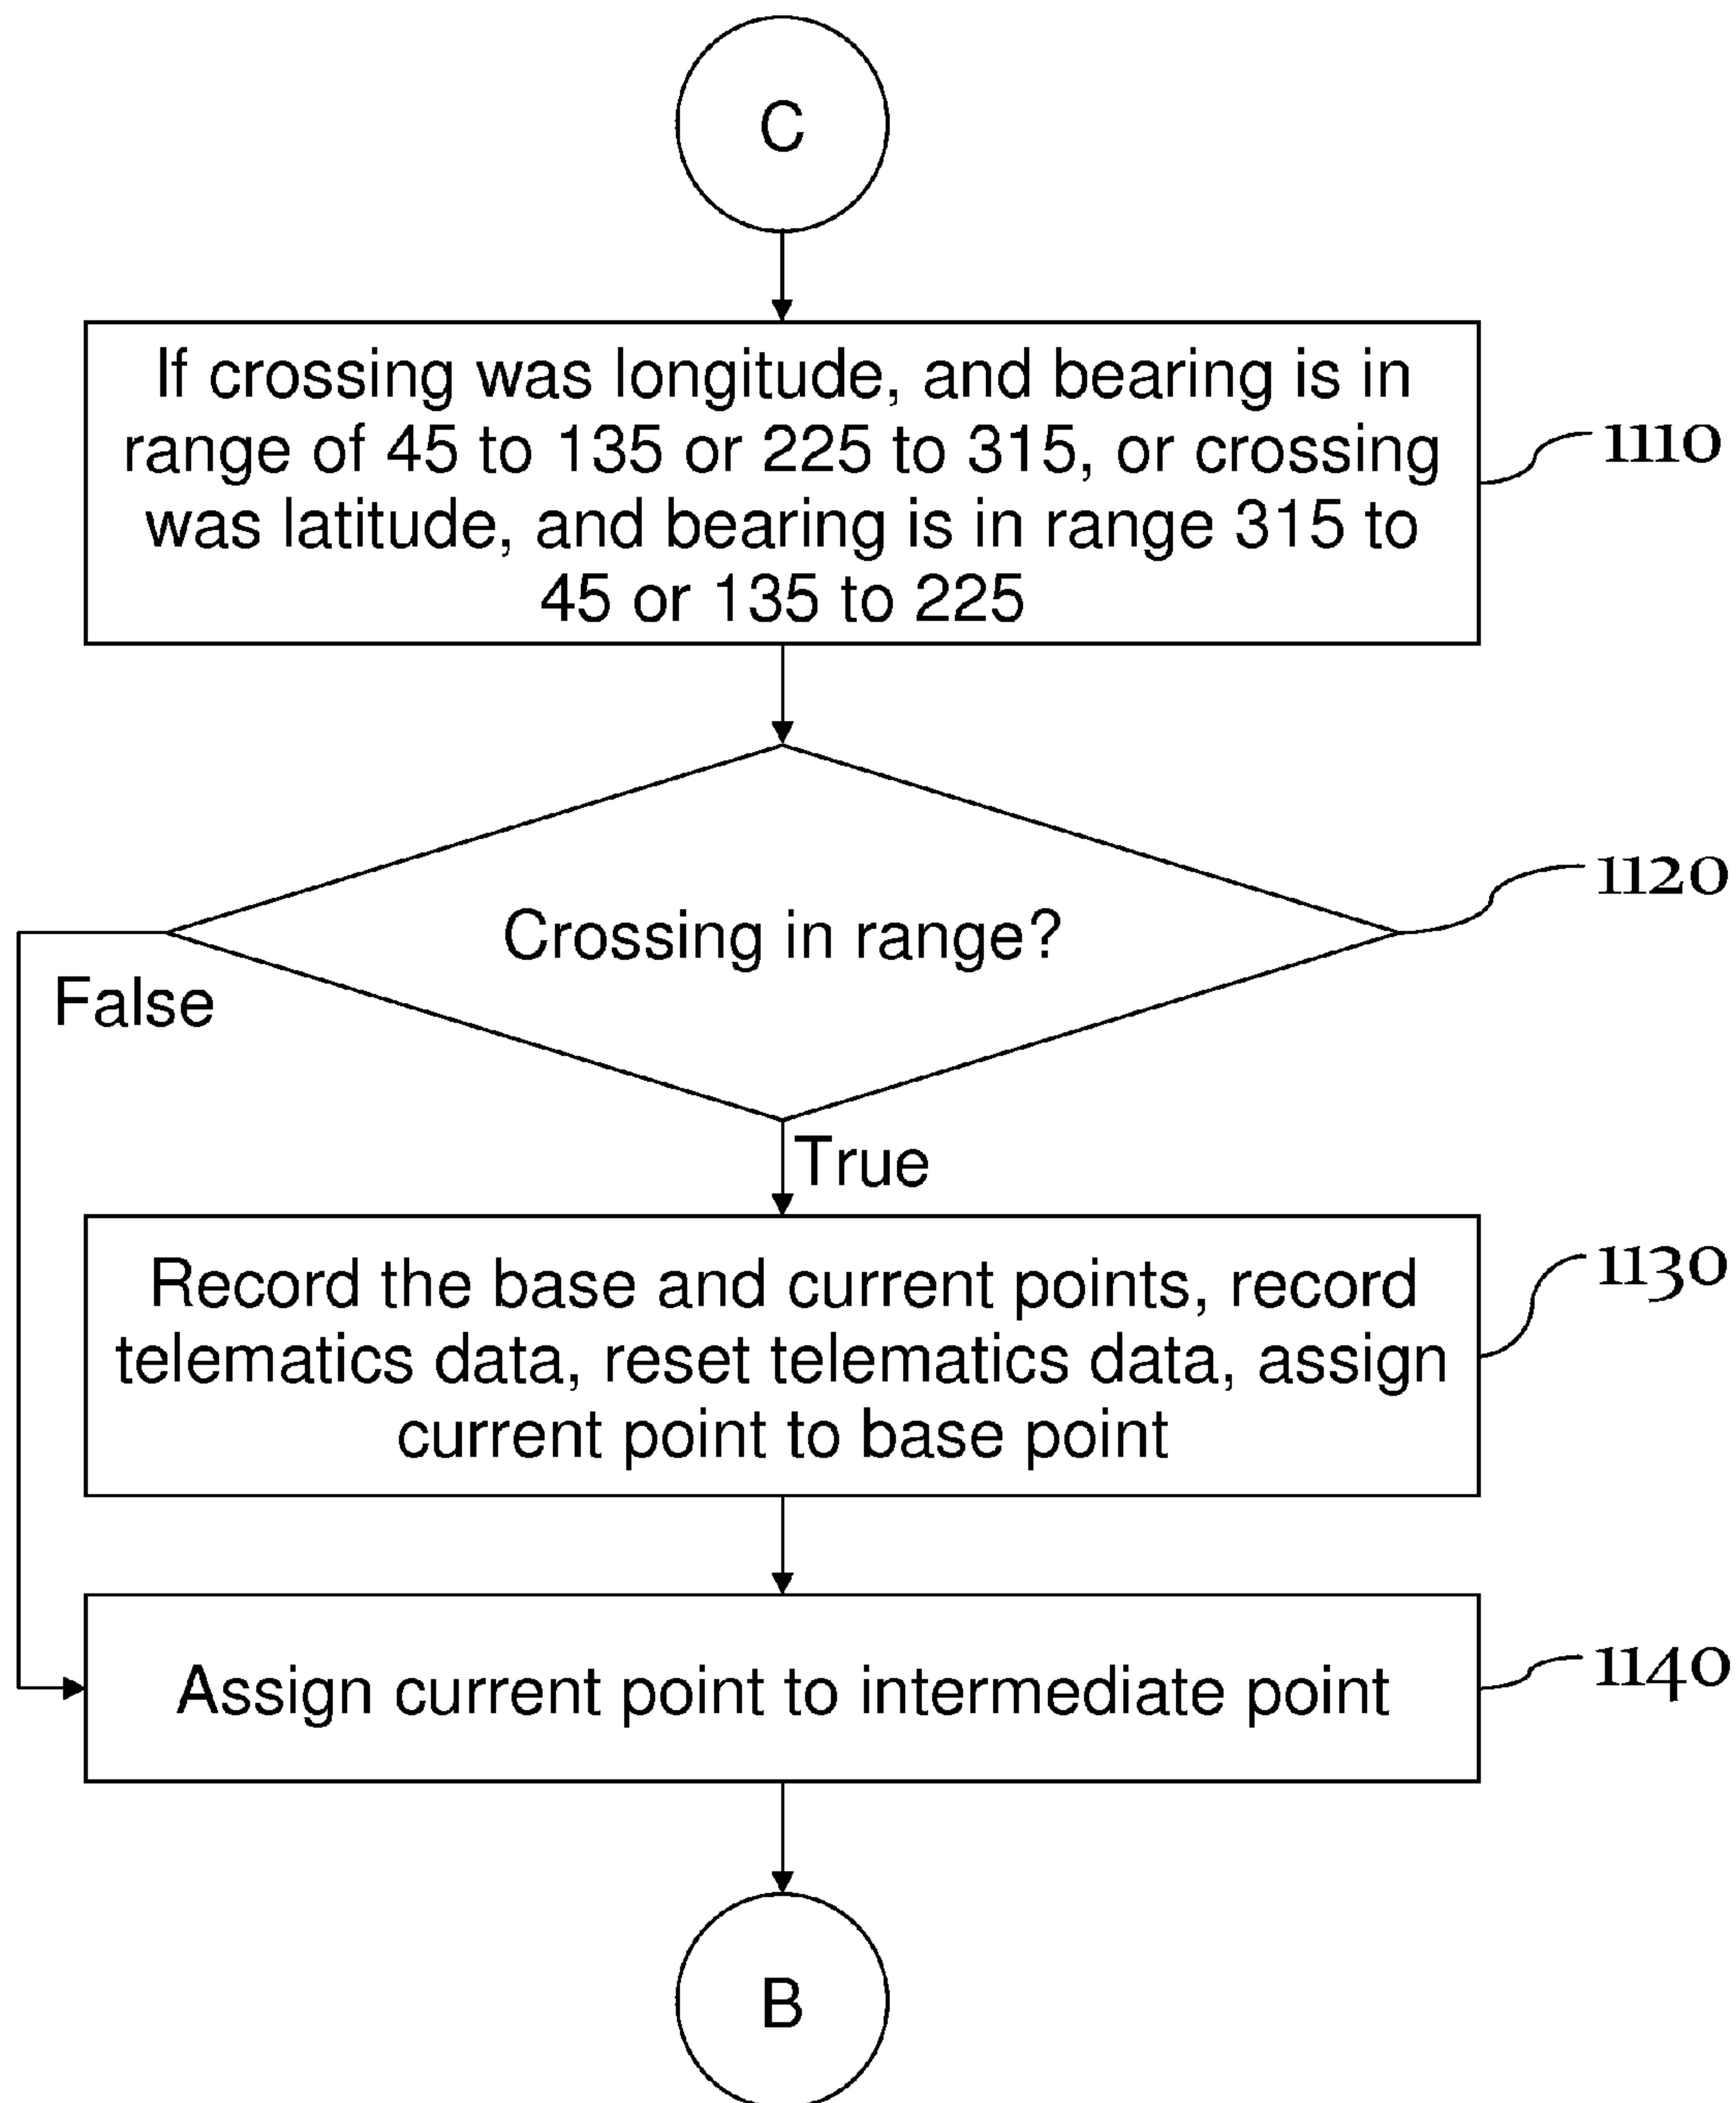 C
If crossing was longitude, and bearing is in
range of 45 to 135 or 225 to 315, or crossing
was latitude, and bearing is in range 315 to
45 or 135 to 225
1110
Crossing in range?
1120
False
True
Record the base and current points, record
telematics data, reset telematics data, assign
current point to base point
1130
Assign current point to intermediate point
1140
B